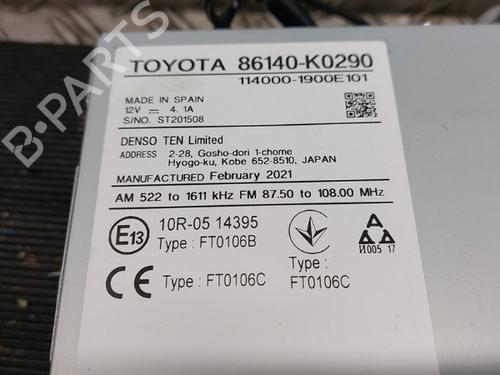 TOYOTA 86140-K0290
114000-1900E101
MADE IN SPAIN
12V ⎓ 4.1A
S/NO. ST201508
DENSO TEN Limited
ADDRESS 2-28, Gosho-dori 1-chome
Hyogo-ku, Kobe 652-8510, JAPAN
MANUFACTURED February 2021
AM 522 to 1611 kHz FM 87.50 to 108.00 MHz
E13 10R-05 14395
Type : FT0106B
CE Type : FT0106C
Type :
FT0106C
И005 17
B-Parts